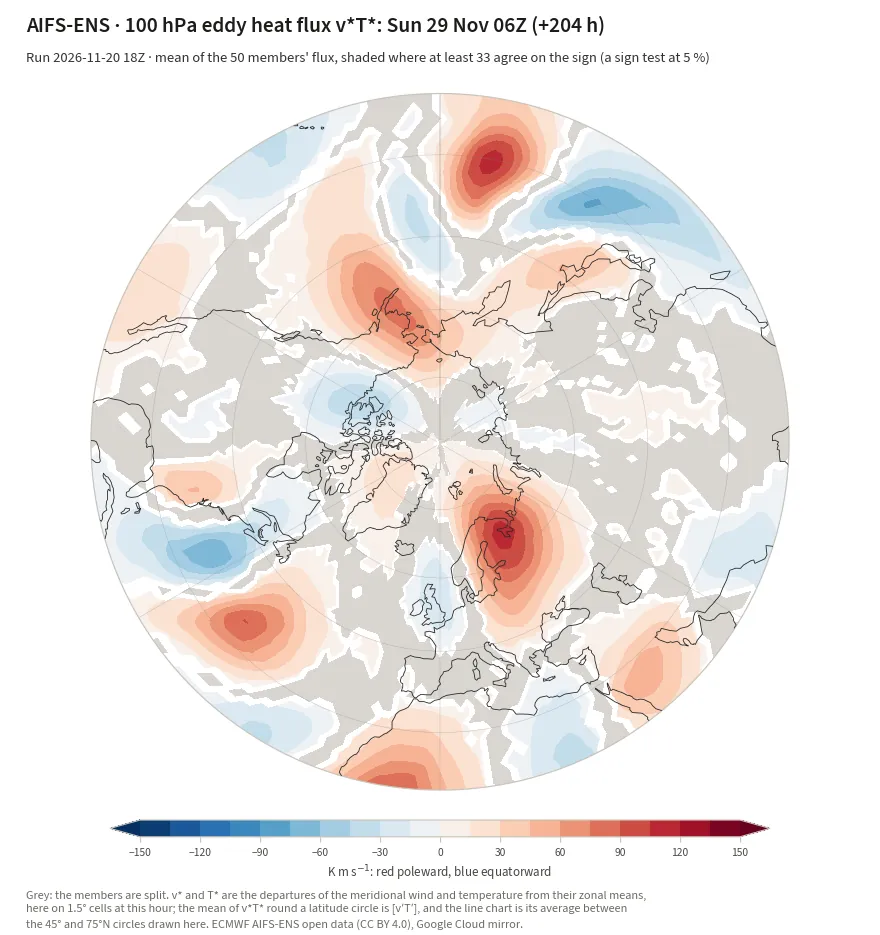 AIFS-ENS · 100 hPa eddy heat flux v*T*: Sun 29 Nov 06Z (+204 h)
Run 2026-11-20 18Z · mean of the 50 members' flux, shaded where at least 33 agree on the sign (a sign test at 5 %)
−150 −120 −90 −60 −30 0 30 60 90 120 150
K m s⁻¹: red poleward, blue equatorward
Grey: the members are split. v* and T* are the departures of the meridional wind and temperature from their zonal means,
here on 1.5° cells at this hour; the mean of v*T* round a latitude circle is [v′T′], and the line chart is its average between
the 45° and 75°N circles drawn here. ECMWF AIFS-ENS open data (CC BY 4.0), Google Cloud mirror.